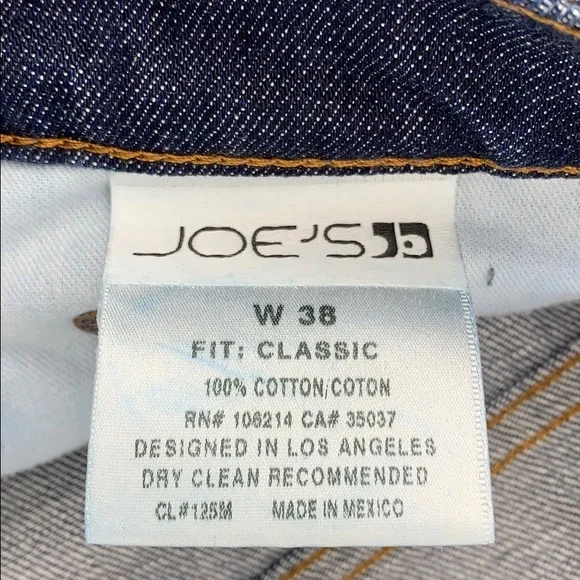 JOE'S
W 38
FIT: CLASSIC
100% COTTON/COTON
RN# 106214 CA# 35037
DESIGNED IN LOS ANGELES
DRY CLEAN RECOMMENDED
CL#125M MADE IN MEXICO